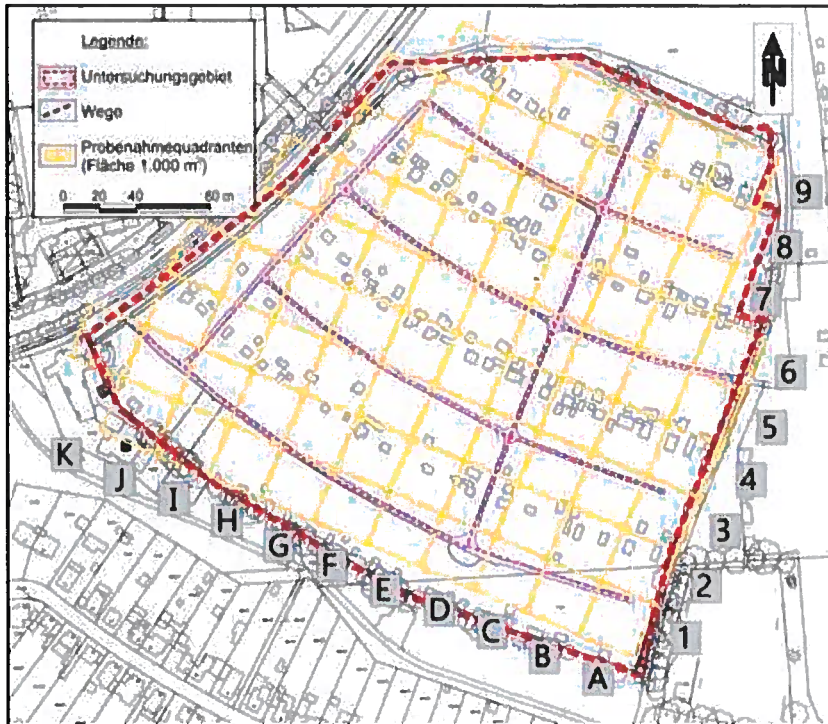 Legende:
Untersuchungsgebiet
Wege
Probenahmequadranten
(Fläche 1.000 m²)
0 20 40 60 m
N
9
8
7
6
5
4
3
2
1
K
J
I
H
G
F
E
D
C
B
A